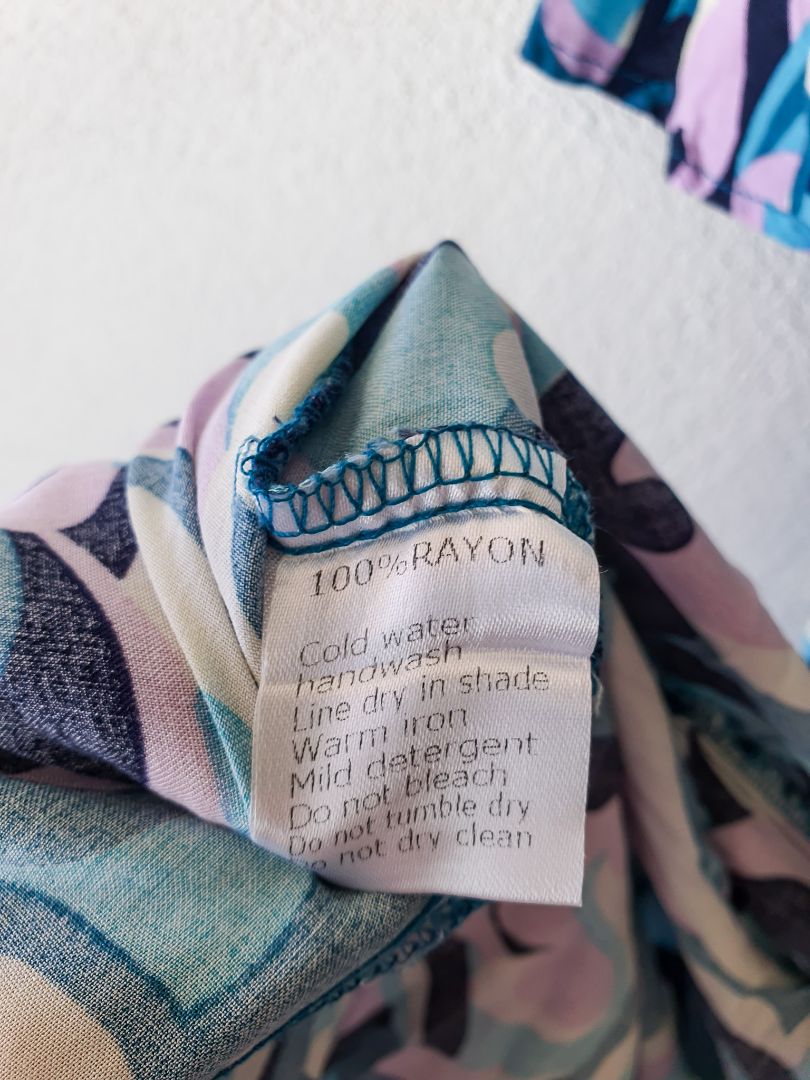 100%RAYON
Cold water
handwash
Line dry in shade
Warm iron
Mild detergent
Do not bleach
Do not tumble dry
Do not dry clean